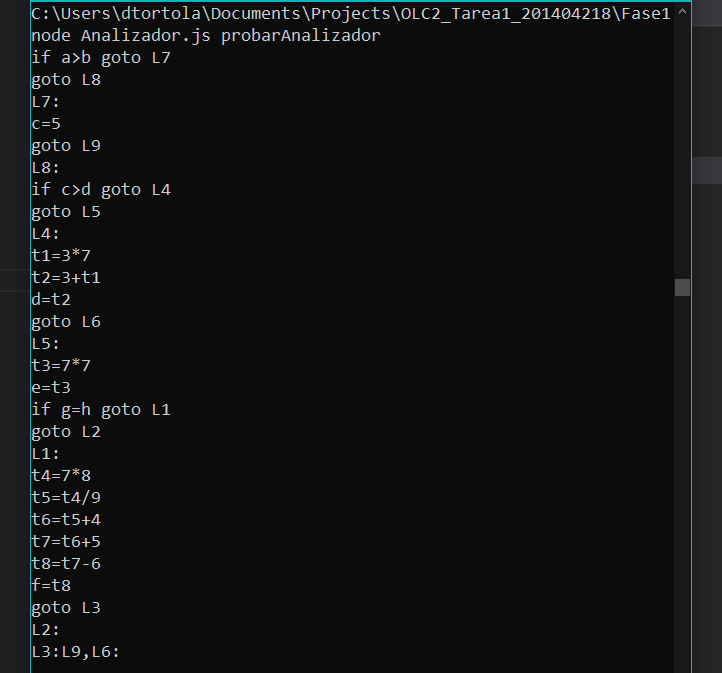 C:\Users\dtortola\Documents\Projects\OLC2_Tarea1_201404218\Fase1
node Analizador.js probarAnalizador
if a>b goto L7
goto L8
L7:
c=5
goto L9
L8:
if c>d goto L4
goto L5
L4:
t1=3*7
t2=3+t1
d=t2
goto L6
L5:
t3=7*7
e=t3
if g=h goto L1
goto L2
L1:
t4=7*8
t5=t4/9
t6=t5+4
t7=t6+5
t8=t7-6
f=t8
goto L3
L2:
L3:L9,L6: